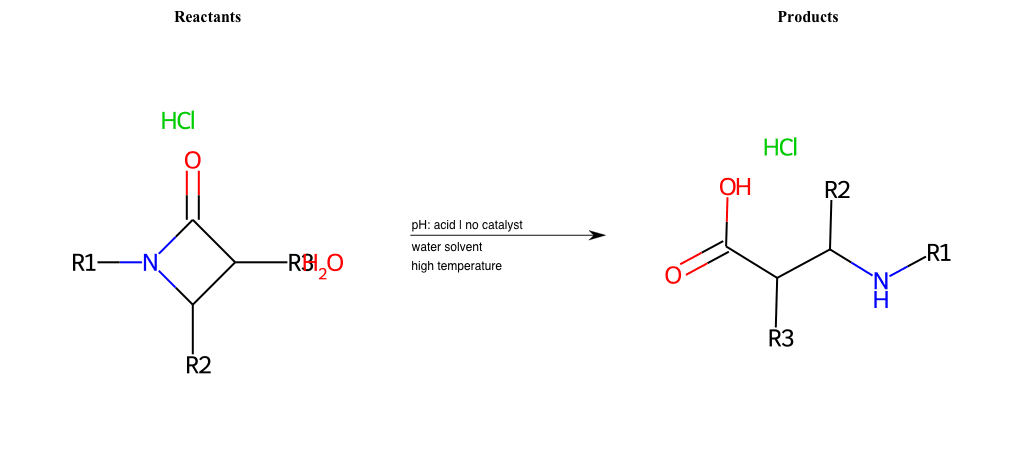 Reactants
Products
HCl
O
R1 N R3 H2O
R2
pH: acid | no catalyst
water solvent
high temperature
HCl
OH R2
O R1
N
H
R3